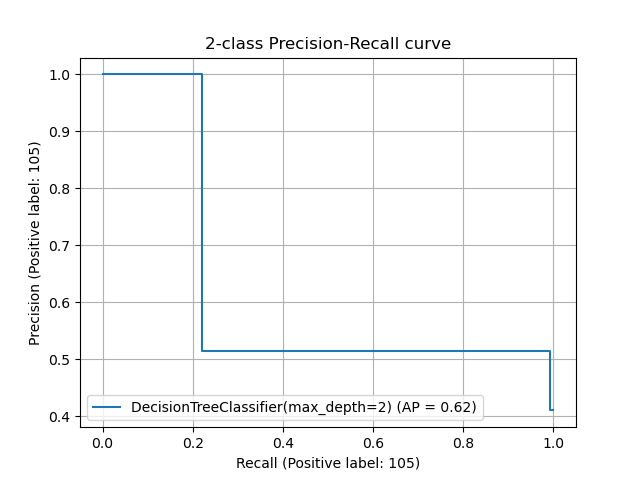 2-class Precision-Recall curve
Precision (Positive label: 105)
1.0
0.9
0.8
0.7
0.6
0.5
0.4
DecisionTreeClassifier(max_depth=2) (AP = 0.62)
0.0 0.2 0.4 0.6 0.8 1.0
Recall (Positive label: 105)